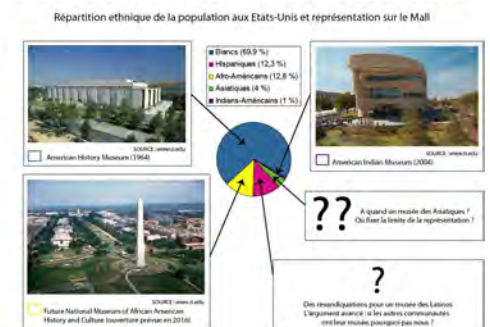 Répartition ethnique de la population aux Etats-Unis et représentation sur le Mall
Blancs (69,9 %)
Hispaniques (12,3 %)
Afro-Américains (12,8 %)
Asiatiques (4 %)
Indiens-Américains (1 %)
SOURCE : www.si.edu
American History Museum (1964)
SOURCE : www.si.edu
American Indian Museum (2004)
??
A quand un musée des Asiatiques ?
Où fixer la limite de la représentation ?
SOURCE : www.si.edu
Future National Museum of African American
History and Culture (ouverture prévue en 2016)
?
Des revendications pour un musée des Latinos
L'argument avancé : si les autres communautés
ont leur musée, pourquoi pas nous ?